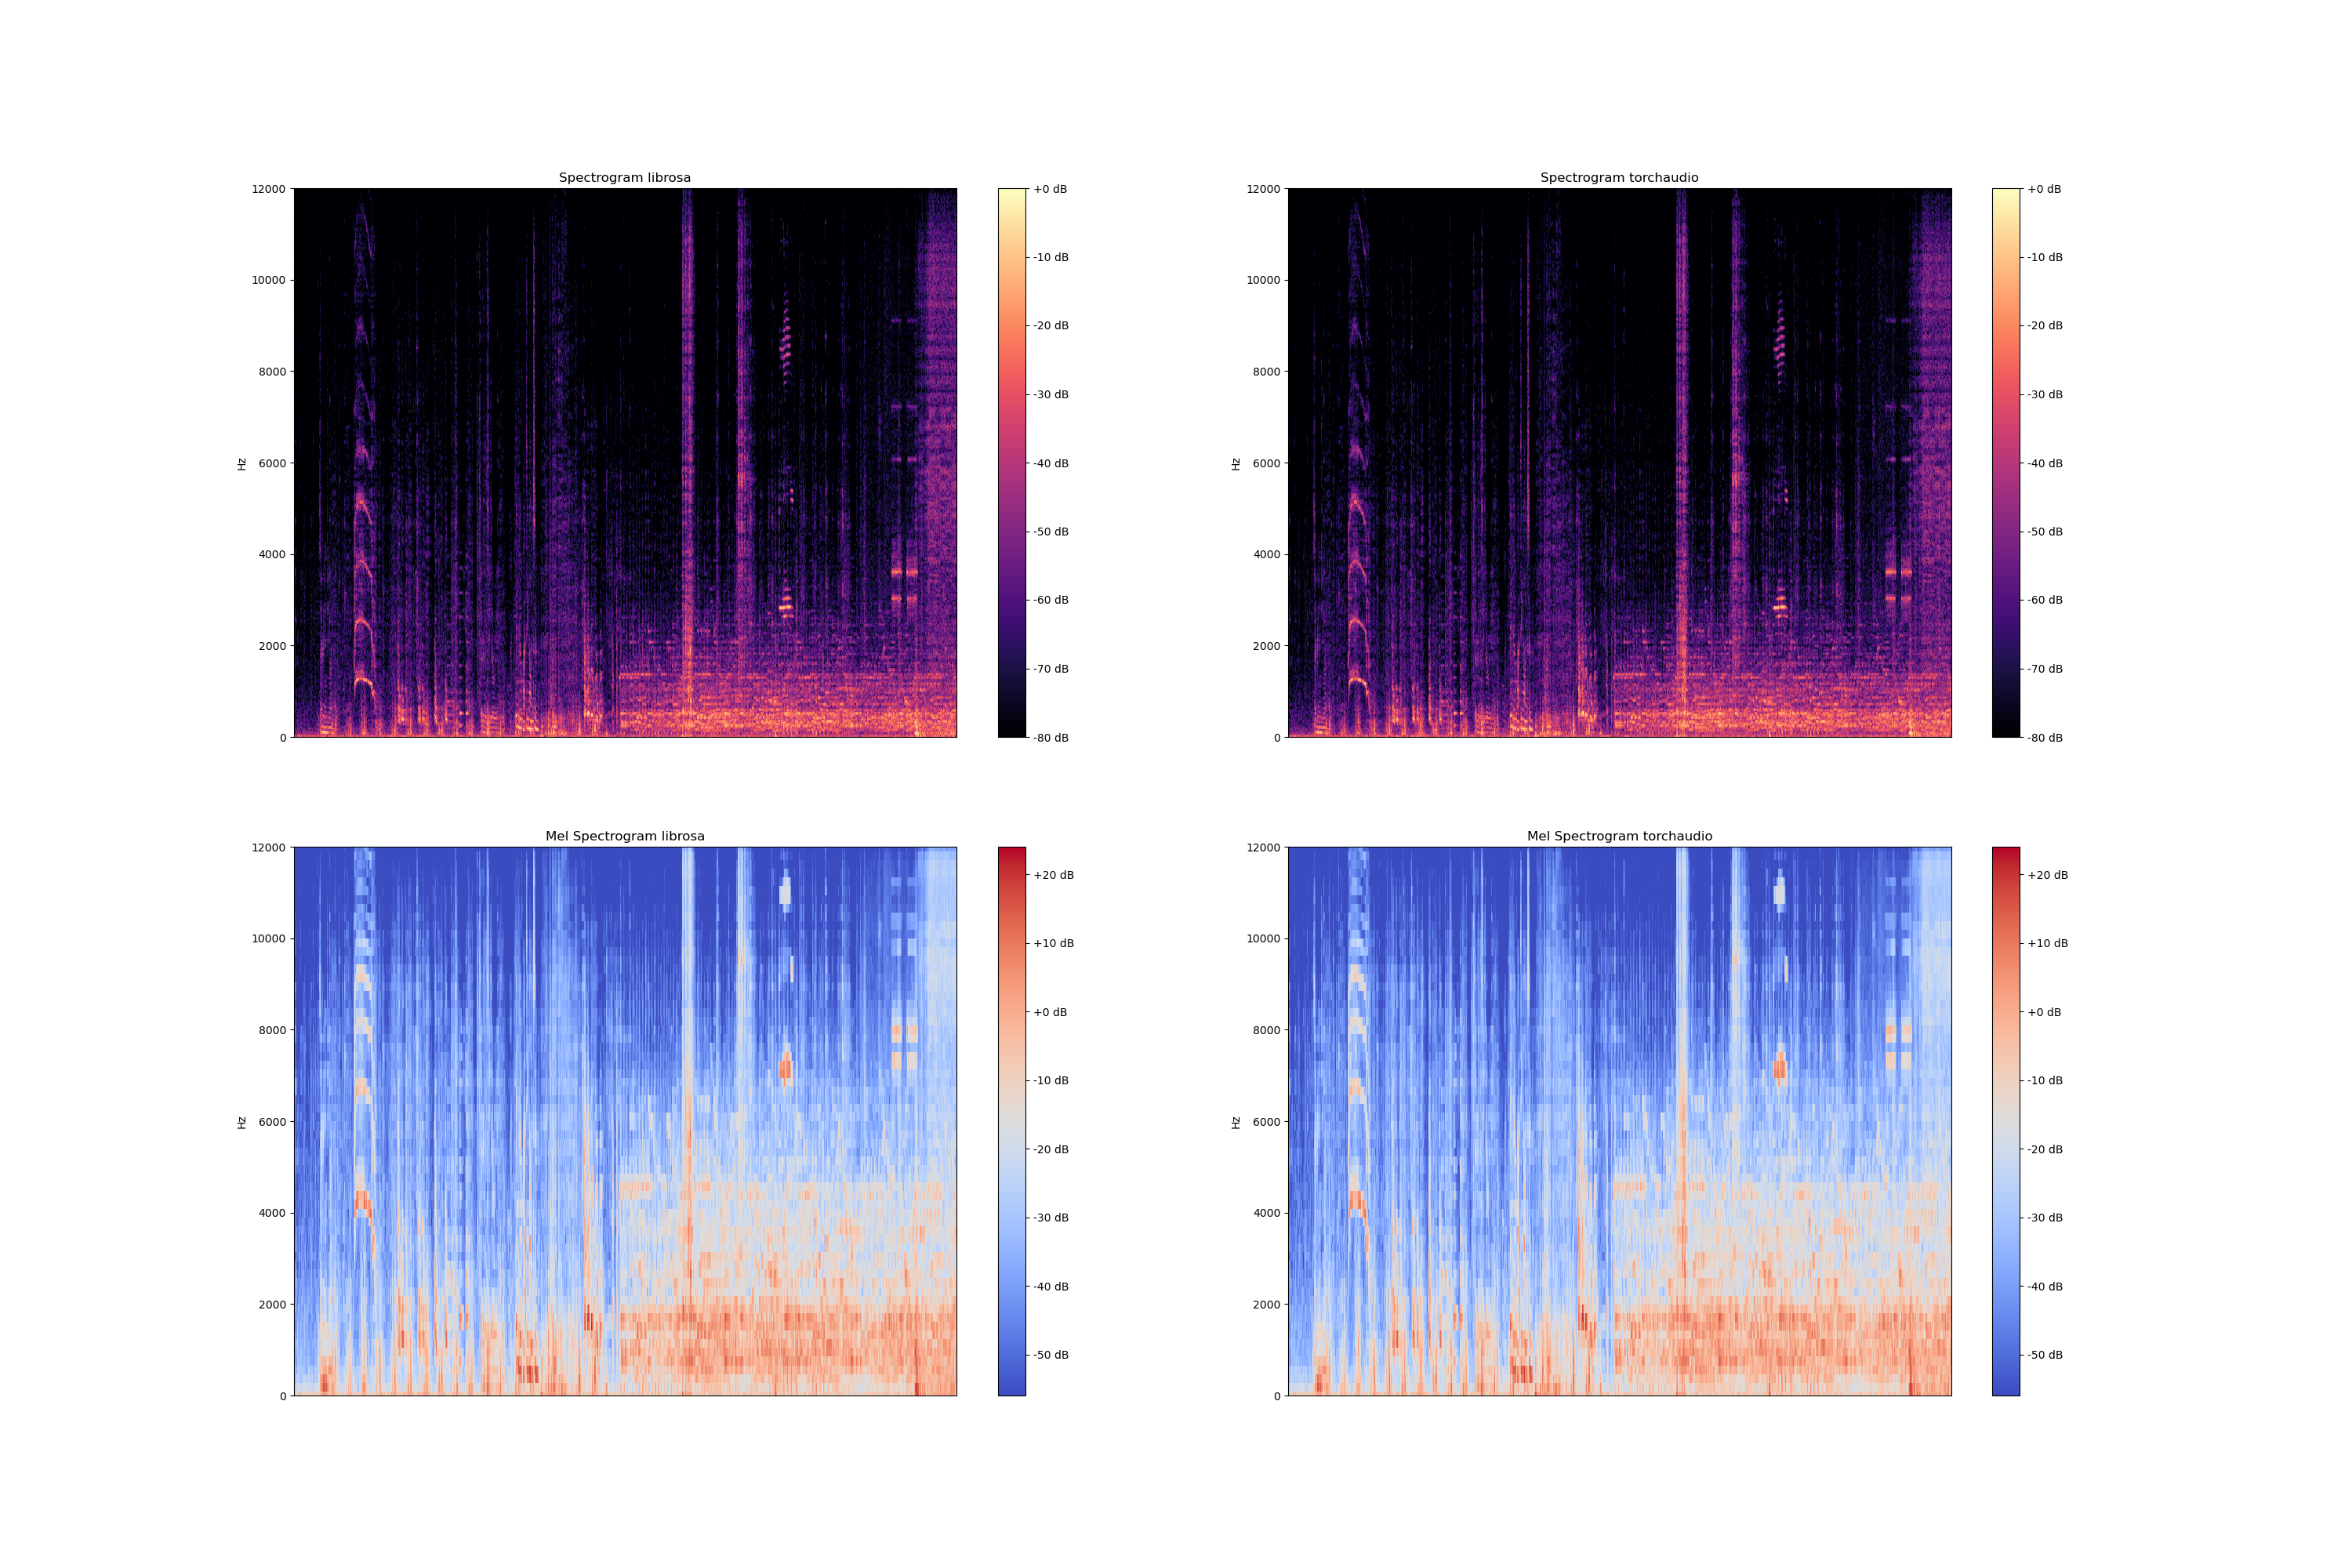 Spectrogram librosa
12000
10000
8000
6000
4000
2000
0
Hz
+0 dB
-10 dB
-20 dB
-30 dB
-40 dB
-50 dB
-60 dB
-70 dB
-80 dB
Spectrogram torchaudio
12000
10000
8000
6000
4000
2000
0
Hz
+0 dB
-10 dB
-20 dB
-30 dB
-40 dB
-50 dB
-60 dB
-70 dB
-80 dB
Mel Spectrogram librosa
12000
10000
8000
6000
4000
2000
0
Hz
+20 dB
+10 dB
+0 dB
-10 dB
-20 dB
-30 dB
-40 dB
-50 dB
Mel Spectrogram torchaudio
12000
10000
8000
6000
4000
2000
0
Hz
+20 dB
+10 dB
+0 dB
-10 dB
-20 dB
-30 dB
-40 dB
-50 dB